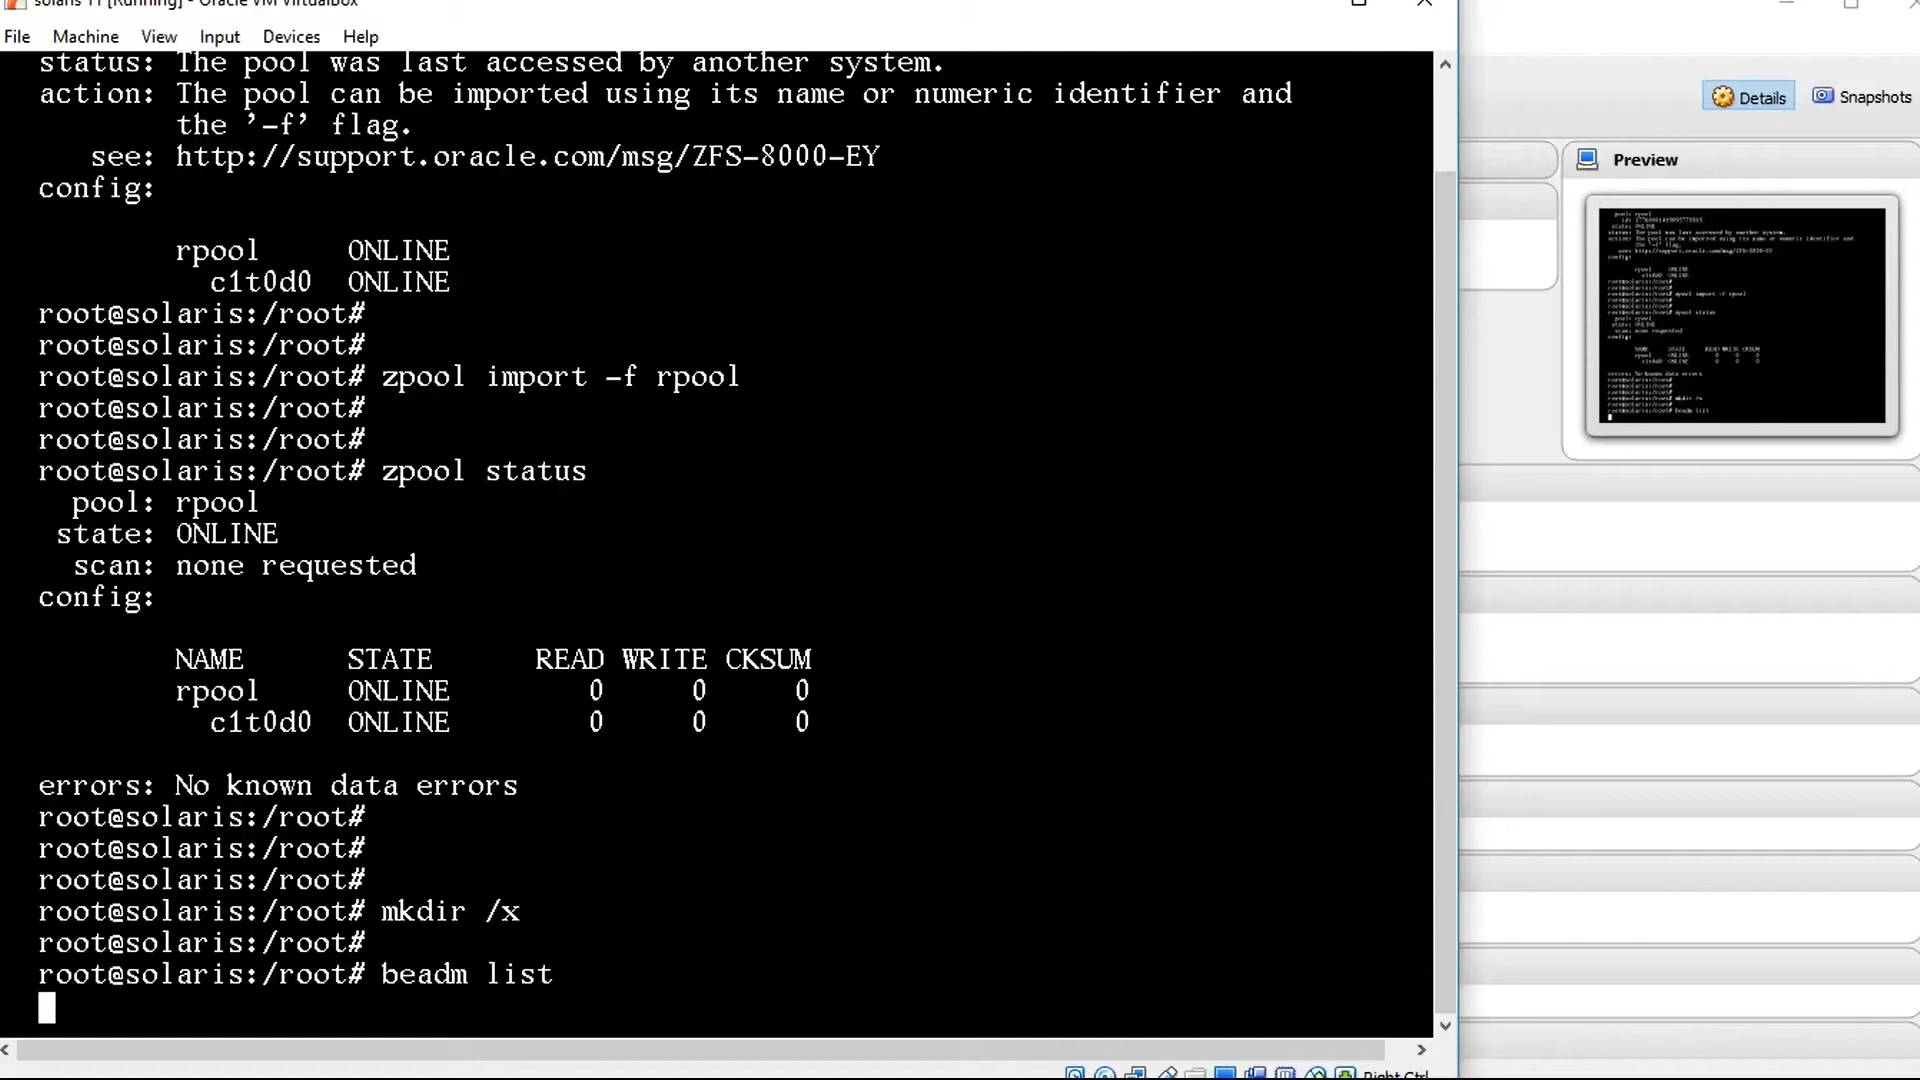 solaris 11 [Running] - Oracle VM VirtualBox
File Machine View Input Devices Help
status: The pool was last accessed by another system.
action: The pool can be imported using its name or numeric identifier and
the '-f' flag.
see: http://support.oracle.com/msg/ZFS-8000-EY
config:
rpool ONLINE
c1t0d0 ONLINE
root@solaris:/root#
root@solaris:/root#
root@solaris:/root# zpool import -f rpool
root@solaris:/root#
root@solaris:/root#
root@solaris:/root# zpool status
pool: rpool
state: ONLINE
scan: none requested
config:
NAME STATE READ WRITE CKSUM
rpool ONLINE 0 0 0
c1t0d0 ONLINE 0 0 0
errors: No known data errors
root@solaris:/root#
root@solaris:/root#
root@solaris:/root#
root@solaris:/root# mkdir /x
root@solaris:/root#
root@solaris:/root# beadm list
Right Ctrl
Details Snapshots
Preview